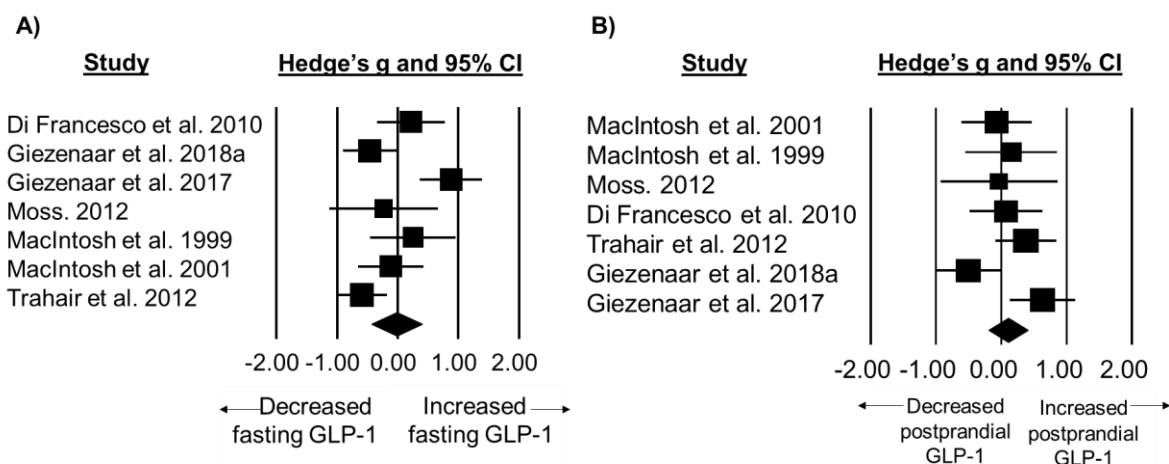 A)
Study
Hedge's g and 95% CI
Di Francesco et al. 2010
Giezenaar et al. 2018a
Giezenaar et al. 2017
Moss. 2012
MacIntosh et al. 1999
MacIntosh et al. 2001
Trahair et al. 2012
-2.00 -1.00 0.00 1.00 2.00
Decreased
fasting GLP-1
Increased
fasting GLP-1
B)
Study
Hedge's g and 95% CI
MacIntosh et al. 2001
MacIntosh et al. 1999
Moss. 2012
Di Francesco et al. 2010
Trahair et al. 2012
Giezenaar et al. 2018a
Giezenaar et al. 2017
-2.00 -1.00 0.00 1.00 2.00
Decreased
postprandial
GLP-1
Increased
postprandial
GLP-1